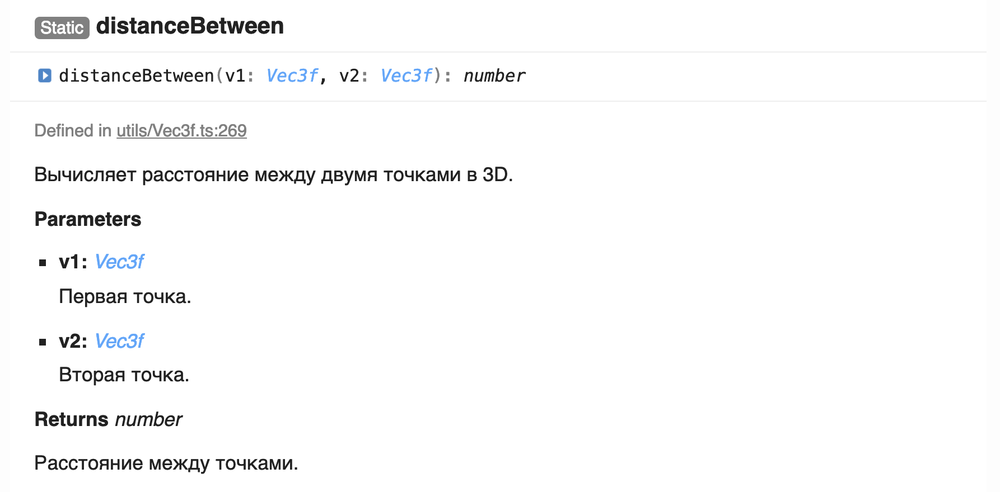 Static distanceBetween
distanceBetween(v1: Vec3f, v2: Vec3f): number
Defined in utils/Vec3f.ts:269
Вычисляет расстояние между двумя точками в 3D.
Parameters
v1: Vec3f
Первая точка.
v2: Vec3f
Вторая точка.
Returns number
Расстояние между точками.